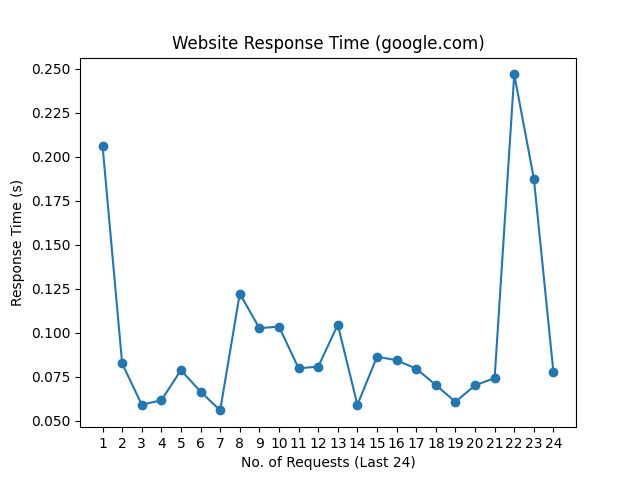 Website Response Time (google.com)
0.250
0.225
0.200
0.175
0.150
0.125
0.100
0.075
0.050
Response Time (s)
1 2 3 4 5 6 7 8 9 10 11 12 13 14 15 16 17 18 19 20 21 22 23 24
No. of Requests (Last 24)